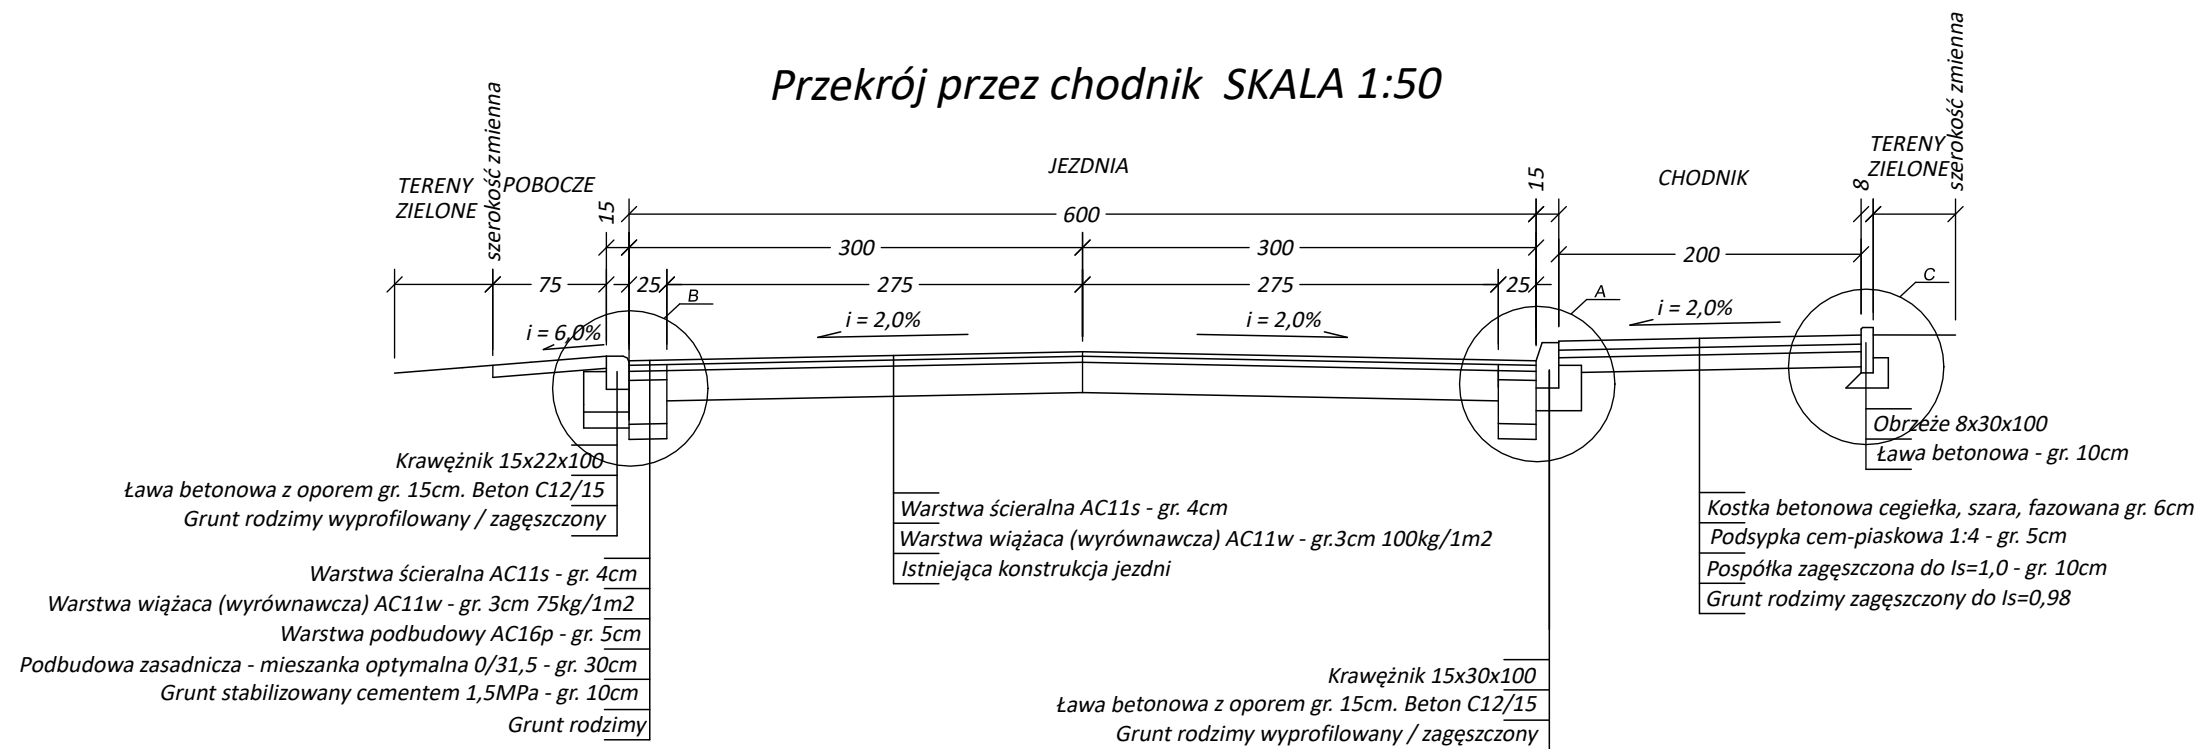 Przekrój przez chodnik SKALA 1:50
szerokość zmienna
szerokość zmienna
TERENY
ZIELONE
POBOCZE
JEZDNIA
CHODNIK
TERENY
ZIELONE
15
15
8
600
300
300
200
75
25
275
275
25
B
A
C
i = 6,0%
i = 2,0%
i = 2,0%
i = 2,0%
Krawężnik 15x22x100
Ława betonowa z oporem gr. 15cm. Beton C12/15
Grunt rodzimy wyprofilowany / zagęszczony
Warstwa ścieralna AC11s - gr. 4cm
Warstwa wiążaca (wyrównawcza) AC11w - gr. 3cm 75kg/1m2
Warstwa podbudowy AC16p - gr. 5cm
Podbudowa zasadnicza - mieszanka optymalna 0/31,5 - gr. 30cm
Grunt stabilizowany cementem 1,5MPa - gr. 10cm
Grunt rodzimy
Warstwa ścieralna AC11s - gr. 4cm
Warstwa wiążaca (wyrównawcza) AC11w - gr.3cm 100kg/1m2
Istniejąca konstrukcja jezdni
Krawężnik 15x30x100
Ława betonowa z oporem gr. 15cm. Beton C12/15
Grunt rodzimy wyprofilowany / zagęszczony
Obrzeże 8x30x100
Ława betonowa - gr. 10cm
Kostka betonowa cegiełka, szara, fazowana gr. 6cm
Podsypka cem-piaskowa 1:4 - gr. 5cm
Pospółka zagęszczona do Is=1,0 - gr. 10cm
Grunt rodzimy zagęszczony do Is=0,98